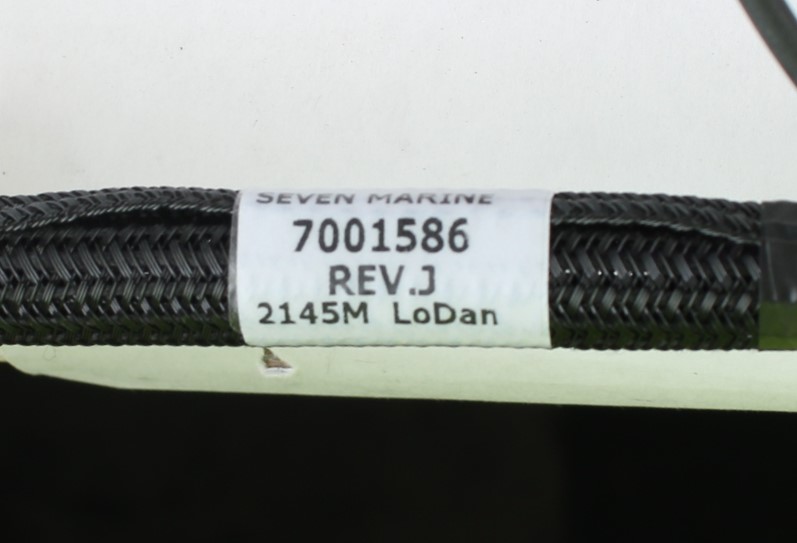 SEVEN MARINE
7001586
REV.J
2145M LoDan